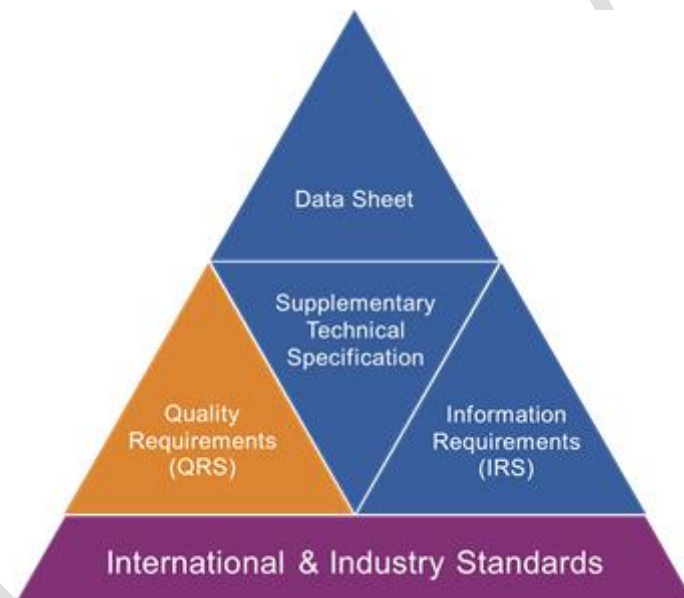 Data Sheet
Supplementary
Technical
Specification
Quality
Requirements
(QRS)
Information
Requirements
(IRS)
International & Industry Standards